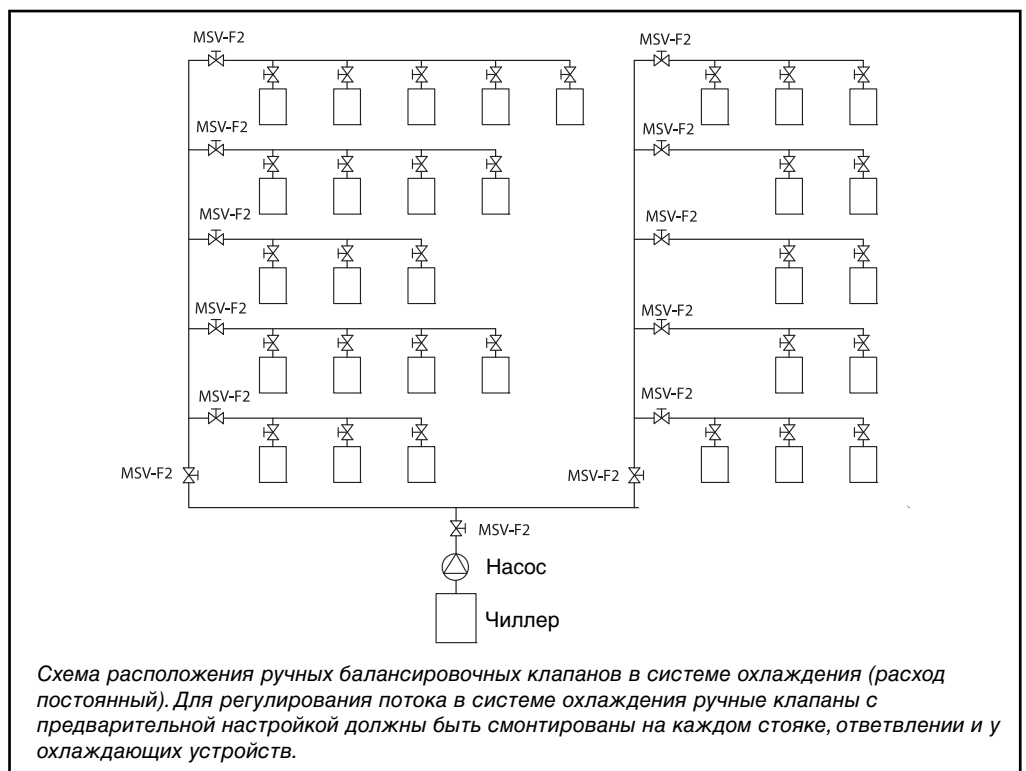 MSV-F2
MSV-F2
MSV-F2
MSV-F2
MSV-F2
MSV-F2
MSV-F2
MSV-F2
MSV-F2
MSV-F2
MSV-F2
MSV-F2
MSV-F2
Насос
Чиллер
Схема расположения ручных балансировочных клапанов в системе охлаждения (расход
постоянный). Для регулирования потока в системе охлаждения ручные клапаны с
предварительной настройкой должны быть смонтированы на каждом стояке, ответвлении и у
охлаждающих устройств.